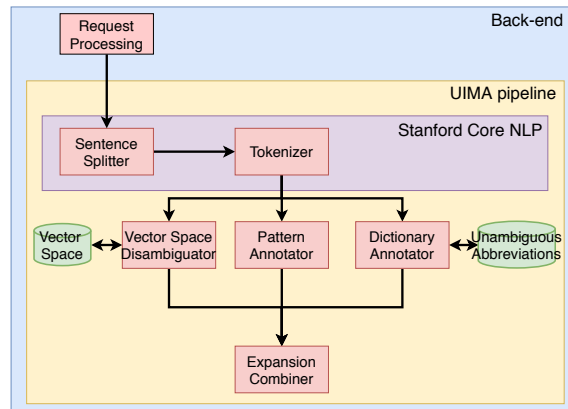 Back-end
Request
Processing
UIMA pipeline
Stanford Core NLP
Sentence
Splitter
Tokenizer
Vector
Space
Vector Space
Disambiguator
Pattern
Annotator
Dictionary
Annotator
Unambiguous
Abbreviations
Expansion
Combiner